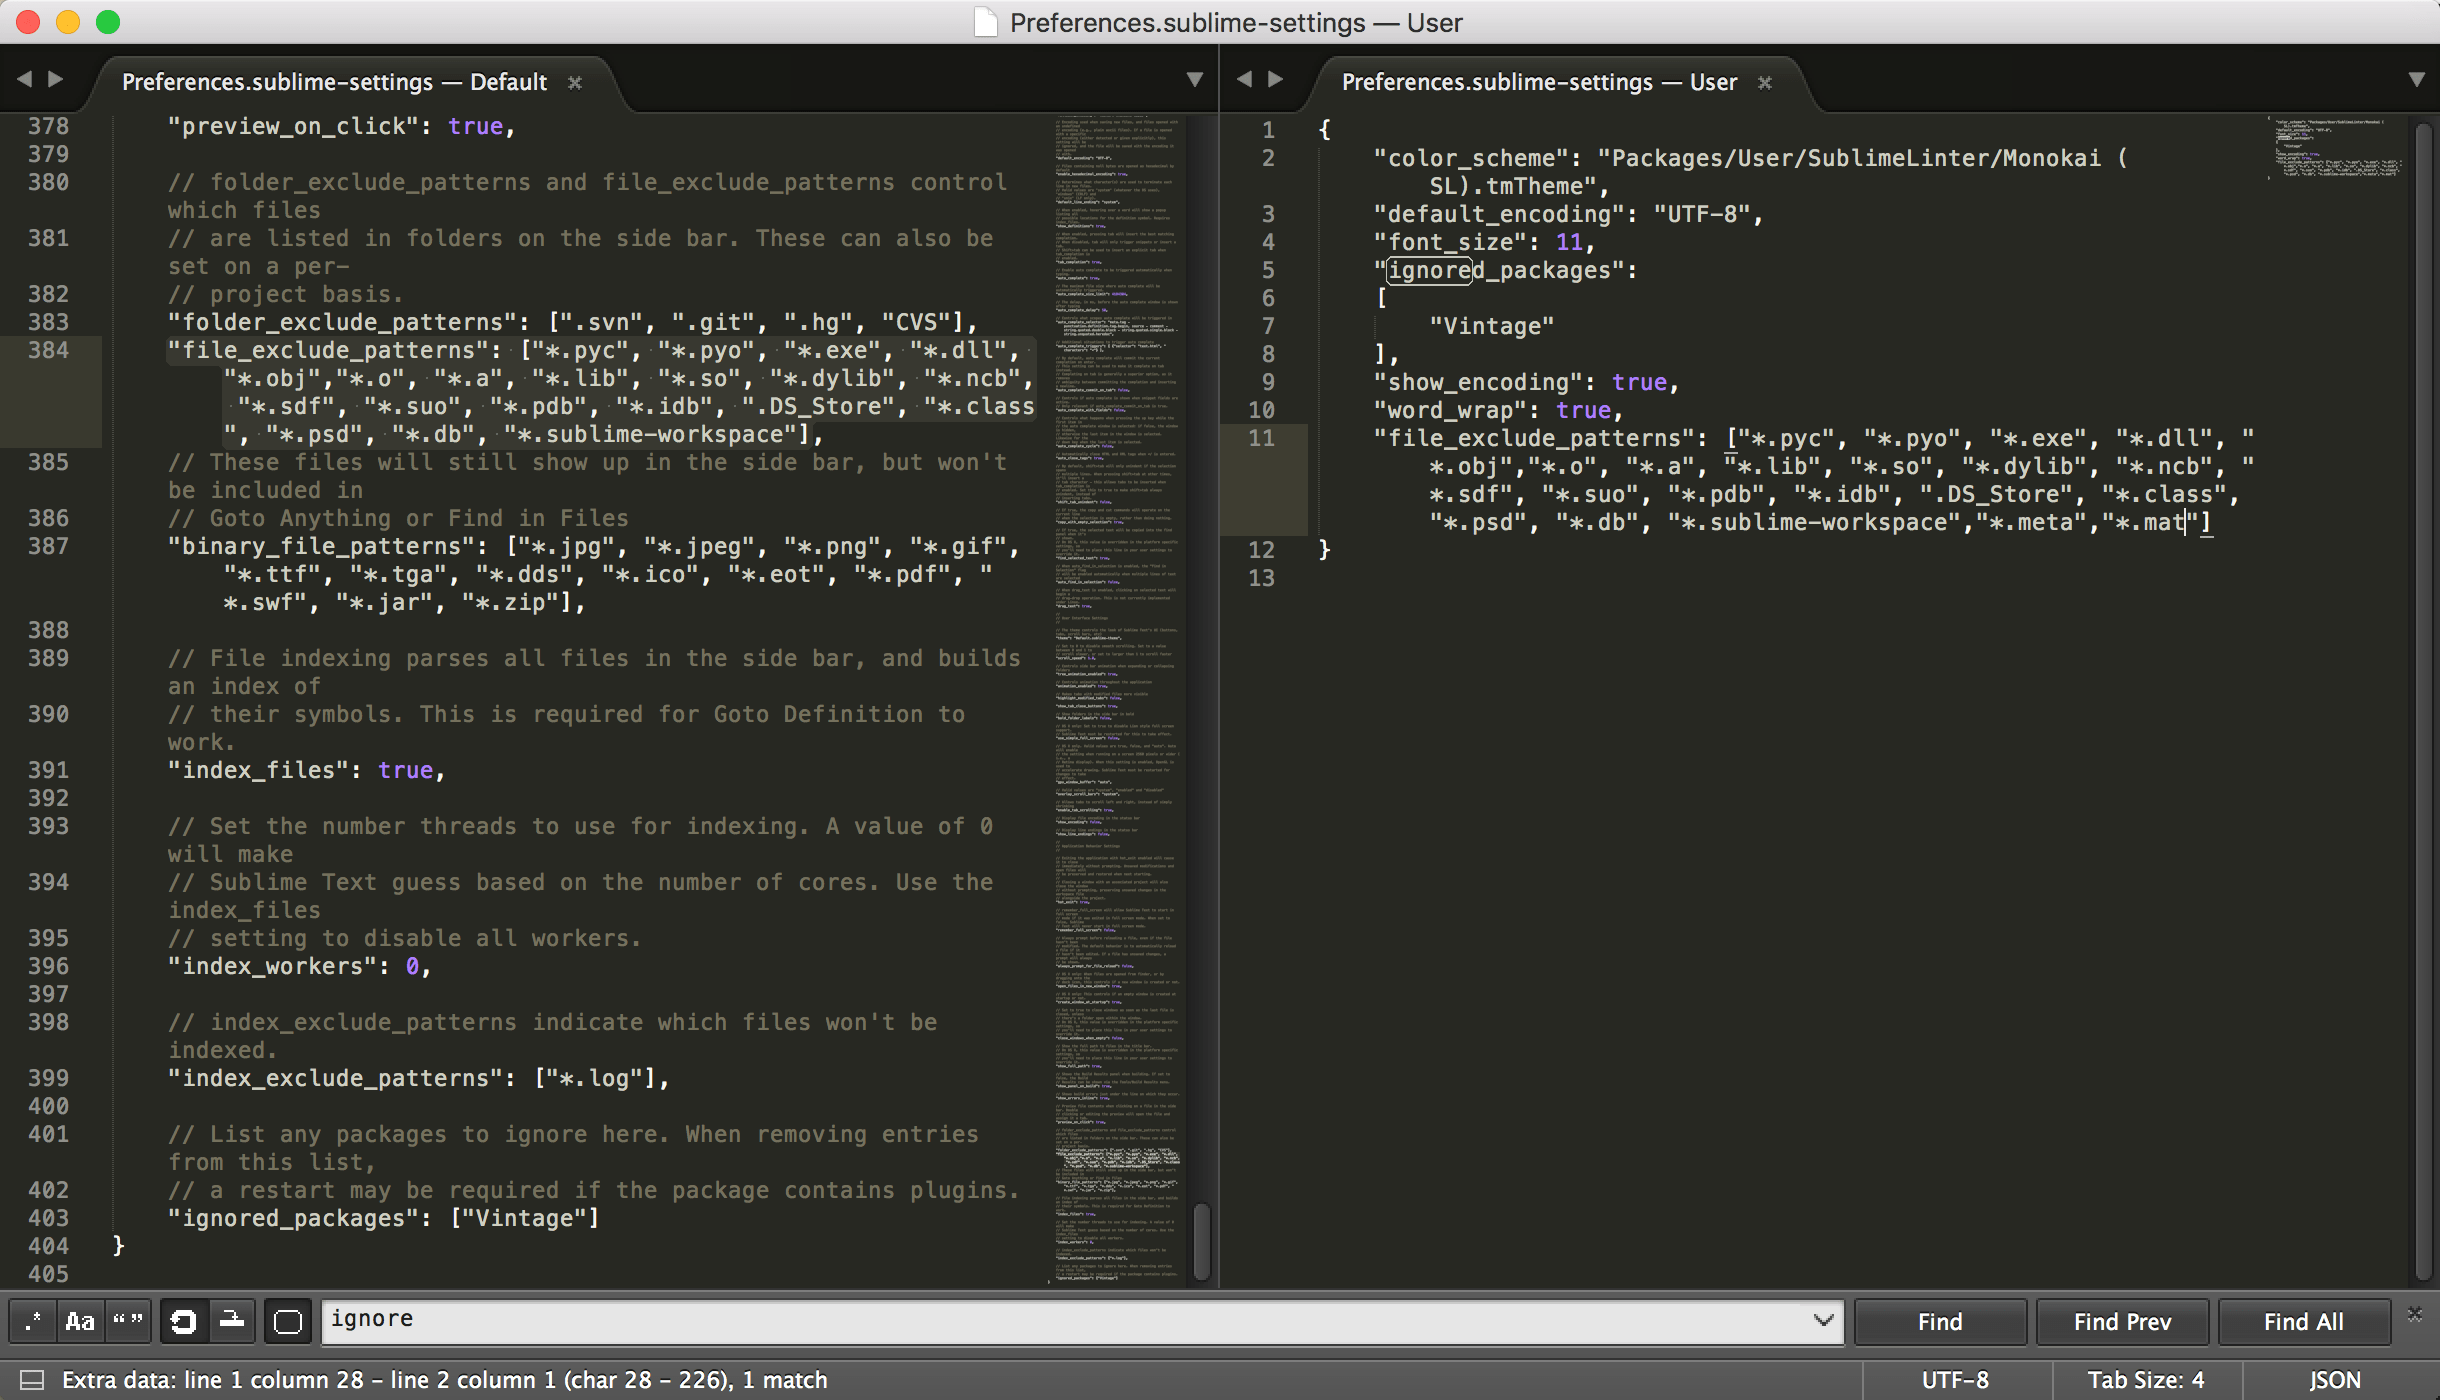 Preferences.sublime-settings — User
Preferences.sublime-settings — Default
378 "preview_on_click": true,
379
380 // folder_exclude_patterns and file_exclude_patterns control
which files
381 // are listed in folders on the side bar. These can also be
set on a per-
382 // project basis.
383 "folder_exclude_patterns": [".svn", ".git", ".hg", "CVS"],
384 "file_exclude_patterns": ["*.pyc", "*.pyo", "*.exe", "*.dll",
"*.obj","*.o", "*.a", "*.lib", "*.so", "*.dylib", "*.ncb",
"*.sdf", "*.suo", "*.pdb", "*.idb", ".DS_Store", "*.class
", "*.psd", "*.db", "*.sublime-workspace"],
385 // These files will still show up in the side bar, but won't
be included in
386 // Goto Anything or Find in Files
387 "binary_file_patterns": ["*.jpg", "*.jpeg", "*.png", "*.gif",
"*.ttf", "*.tga", "*.dds", "*.ico", "*.eot", "*.pdf", "
*.swf", "*.jar", "*.zip"],
388
389 // File indexing parses all files in the side bar, and builds
an index of
390 // their symbols. This is required for Goto Definition to
work.
391 "index_files": true,
392
393 // Set the number threads to use for indexing. A value of 0
will make
394 // Sublime Text guess based on the number of cores. Use the
index_files
395 // setting to disable all workers.
396 "index_workers": 0,
397
398 // index_exclude_patterns indicate which files won't be
indexed.
399 "index_exclude_patterns": ["*.log"],
400
401 // List any packages to ignore here. When removing entries
from this list,
402 // a restart may be required if the package contains plugins.
403 "ignored_packages": ["Vintage"]
404 }
405
Preferences.sublime-settings — User
1 {
2 "color_scheme": "Packages/User/SublimeLinter/Monokai (
SL).tmTheme",
3 "default_encoding": "UTF-8",
4 "font_size": 11,
5 "ignored_packages":
6 [
7 "Vintage"
8 ],
9 "show_encoding": true,
10 "word_wrap": true,
11 "file_exclude_patterns": ["*.pyc", "*.pyo", "*.exe", "*.dll", "
*.obj","*.o", "*.a", "*.lib", "*.so", "*.dylib", "*.ncb", "
*.sdf", "*.suo", "*.pdb", "*.idb", ".DS_Store", "*.class",
"*.psd", "*.db", "*.sublime-workspace","*.meta","*.mat"]
12 }
13
.* Aa “ ” ignore Find Find Prev Find All
Extra data: line 1 column 28 - line 2 column 1 (char 28 - 226), 1 match UTF-8 Tab Size: 4 JSON